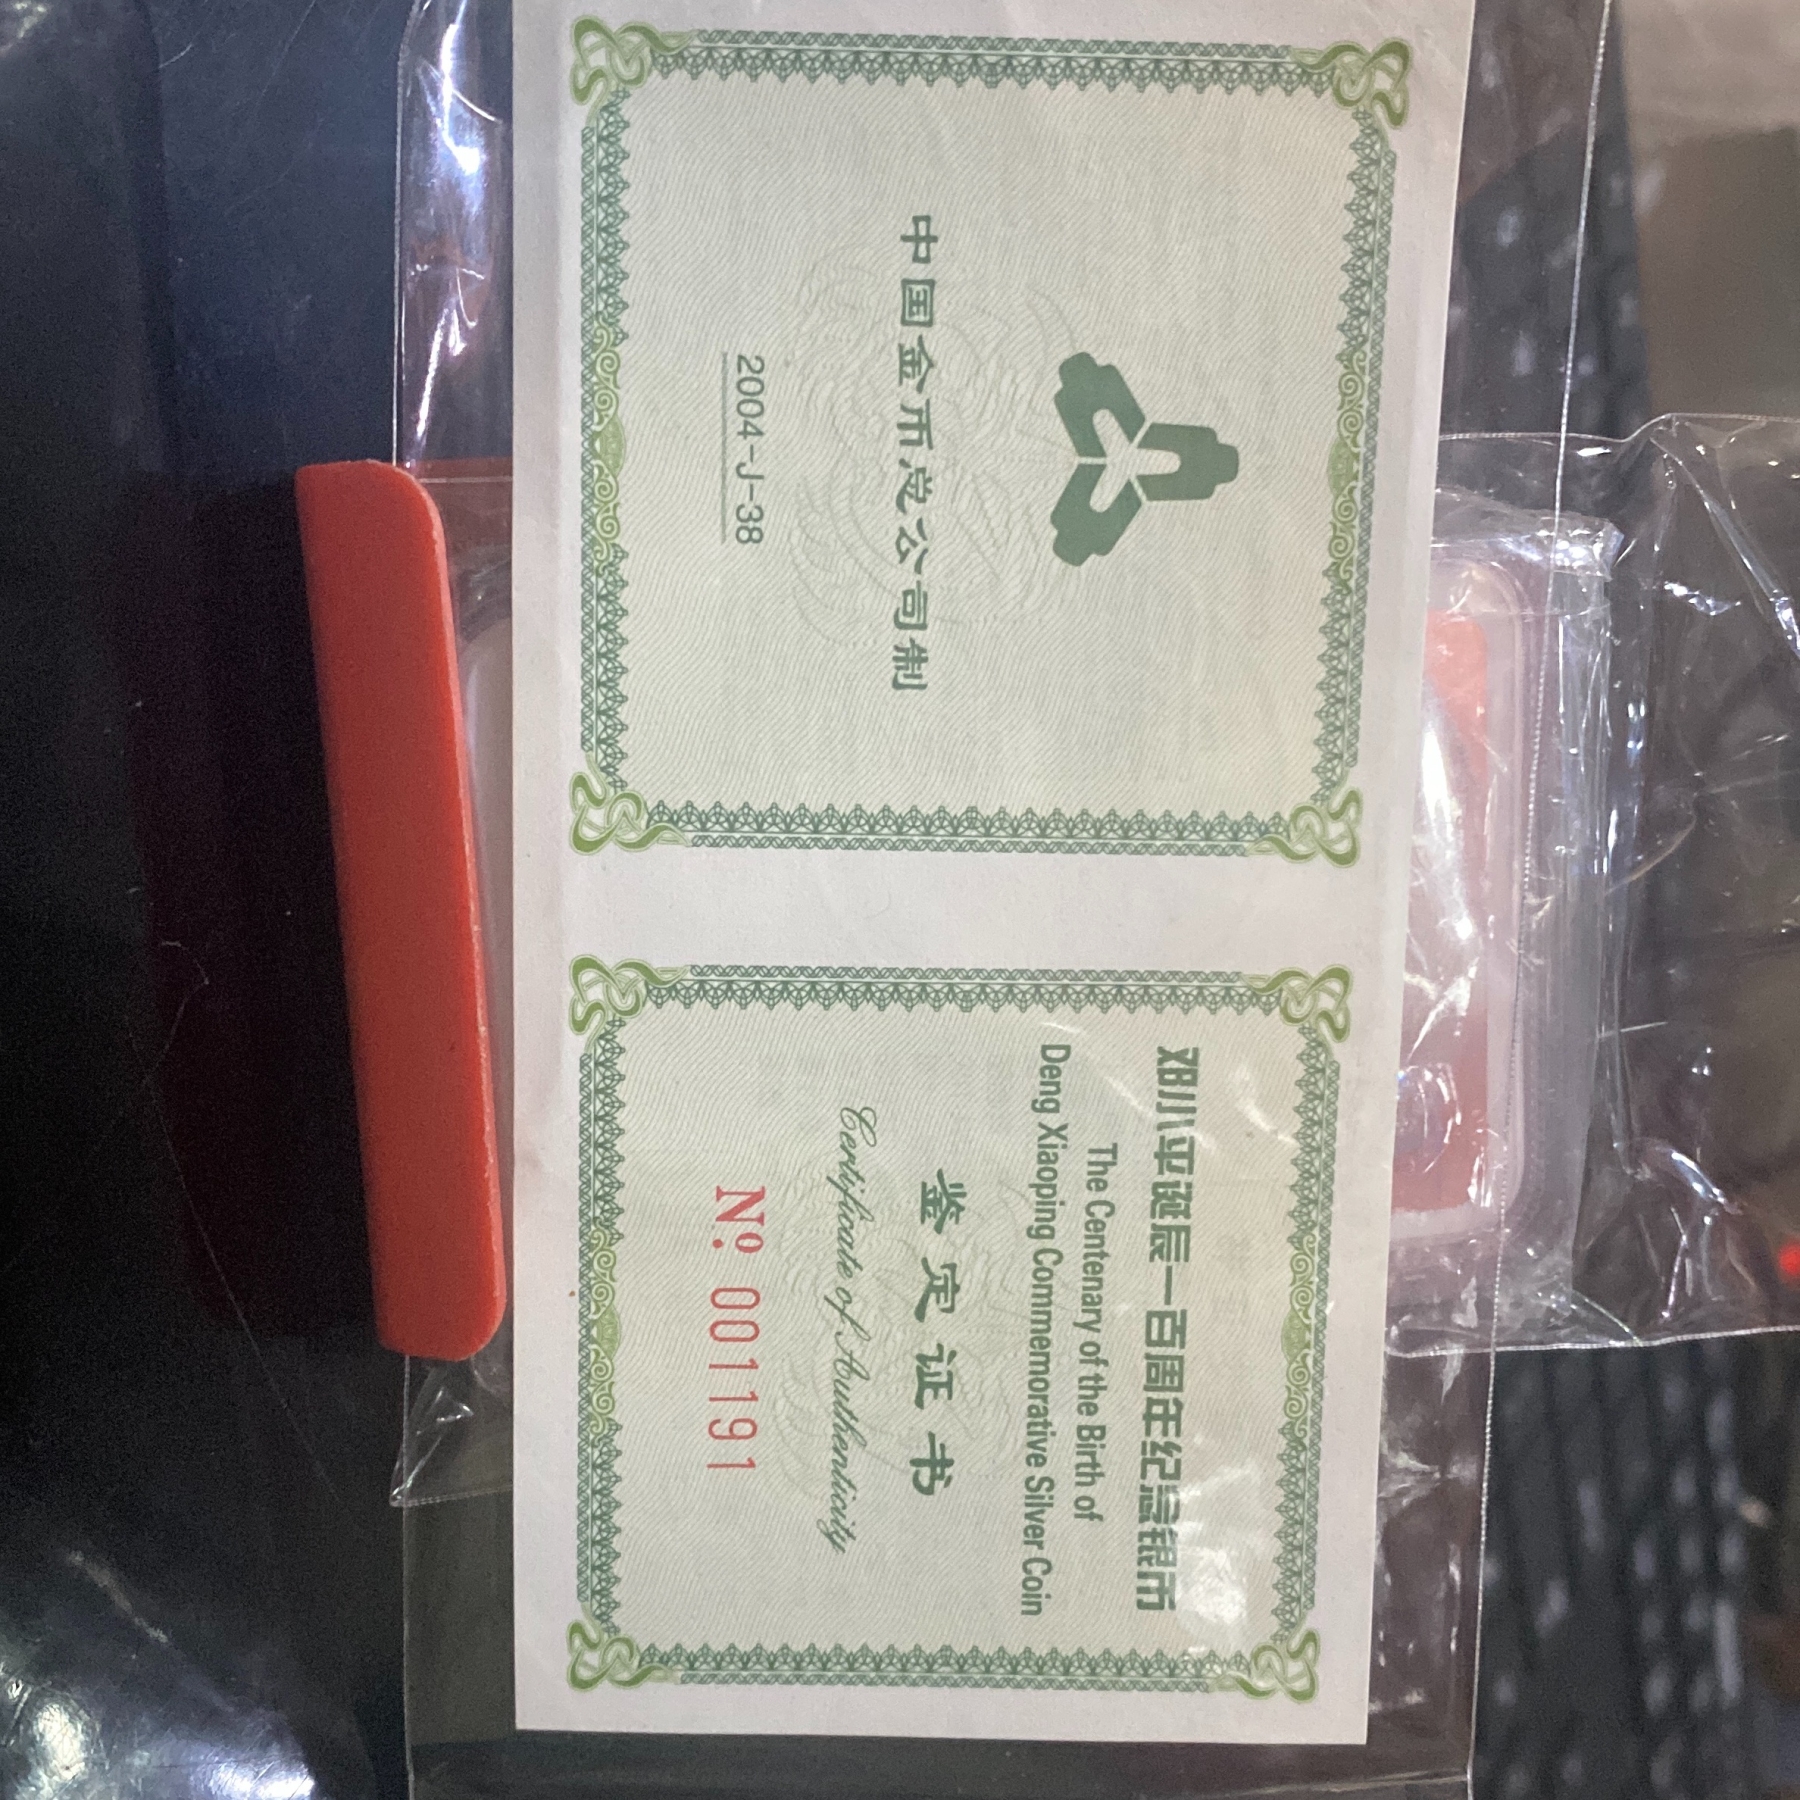 中国金币总公司制
2004-J-38
邓小平诞辰一百周年纪念银币
The Centenary of the Birth of
Deng Xiaoping Commemorative Silver Coin
鉴定证书
Certificate of Authenticity
Nº 001191